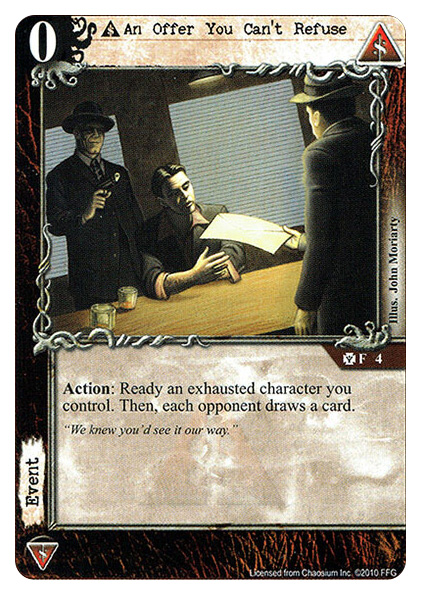 0
An Offer You Can't Refuse
Illus. John Moriarty
F 4
Action: Ready an exhausted character you
control. Then, each opponent draws a card.
"We knew you'd see it our way."
Event
Licensed from Chaosium Inc. ©2010 FFG